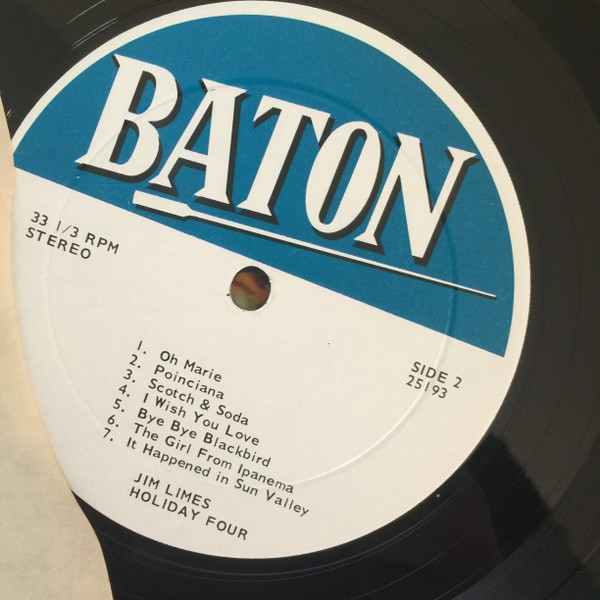 BATON
33 1/3 RPM
STEREO
SIDE 2
25193
1. Oh Marie
2. Poinciana
3. Scotch & Soda
4. I Wish You Love
5. Bye Bye Blackbird
6. The Girl From Ipanema
7. It Happened in Sun Valley
JIM LIMES
HOLIDAY FOUR